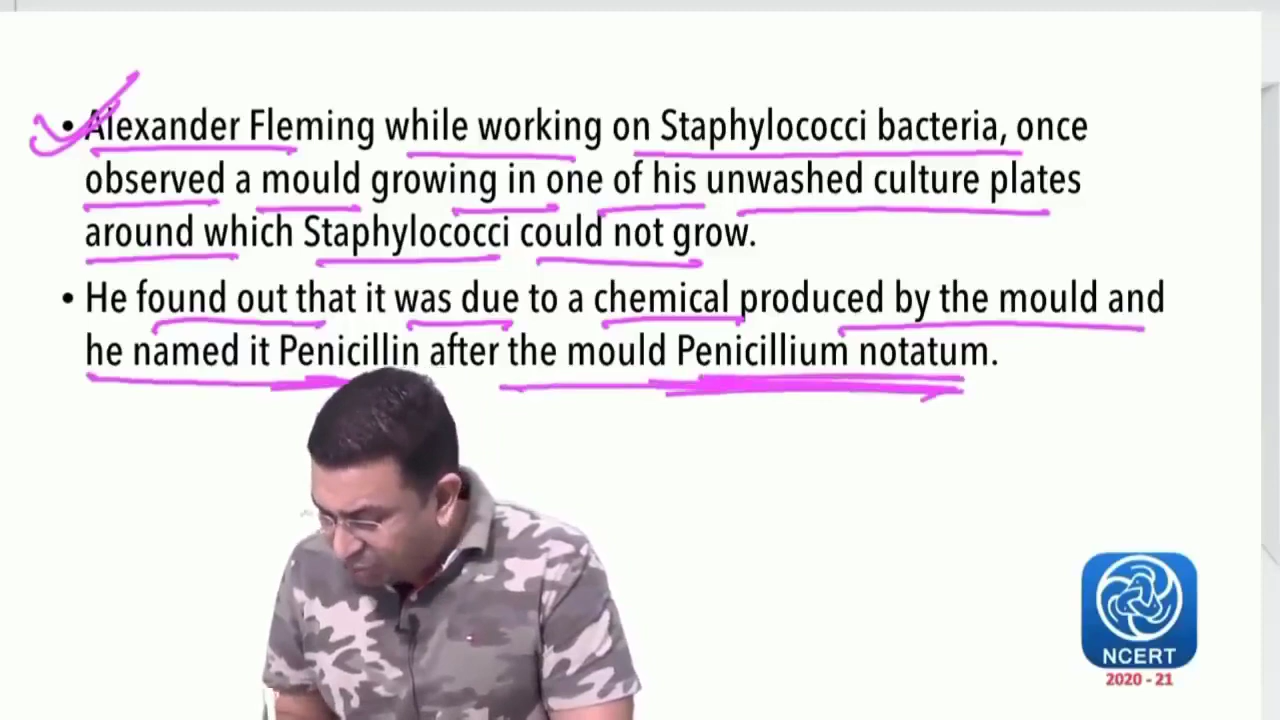 • Alexander Fleming while working on Staphylococci bacteria, once
observed a mould growing in one of his unwashed culture plates
around which Staphylococci could not grow.
• He found out that it was due to a chemical produced by the mould and
he named it Penicillin after the mould Penicillium notatum.
NCERT
2020 - 21